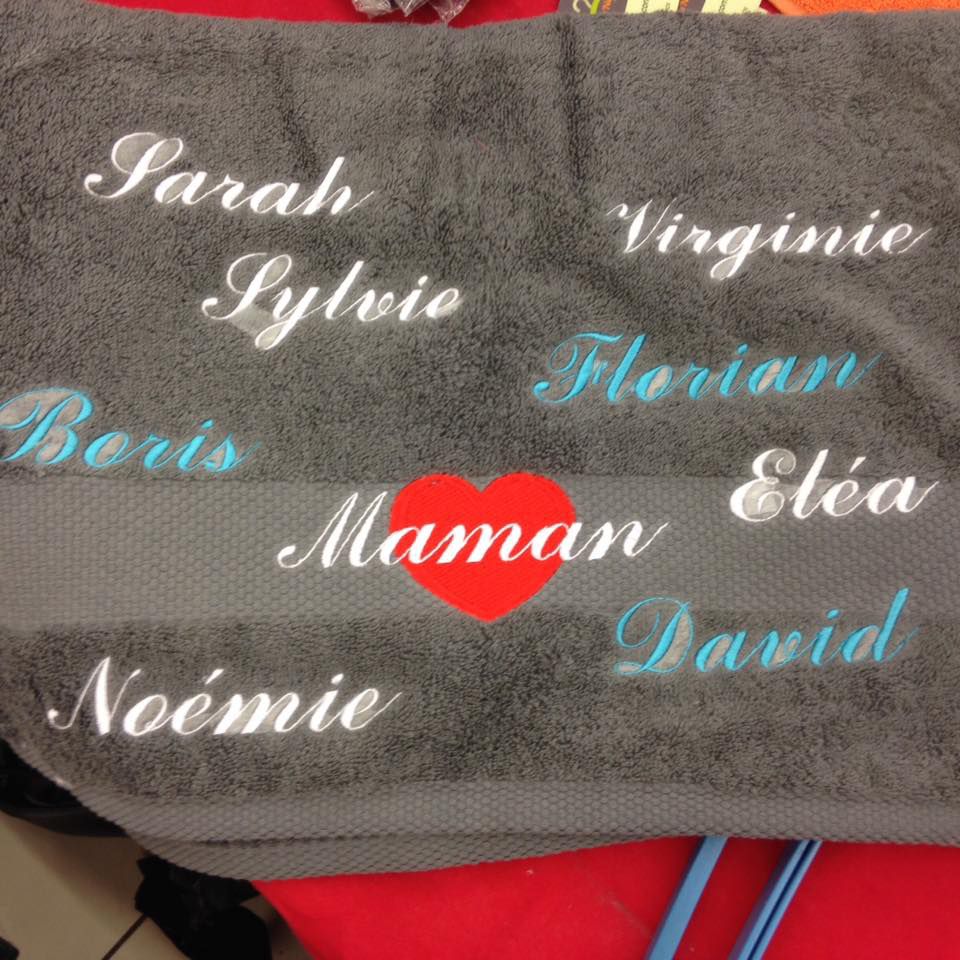 Sarah
Virginie
Sylvie
Florian
Boris
Eléa
Maman
David
Noémie